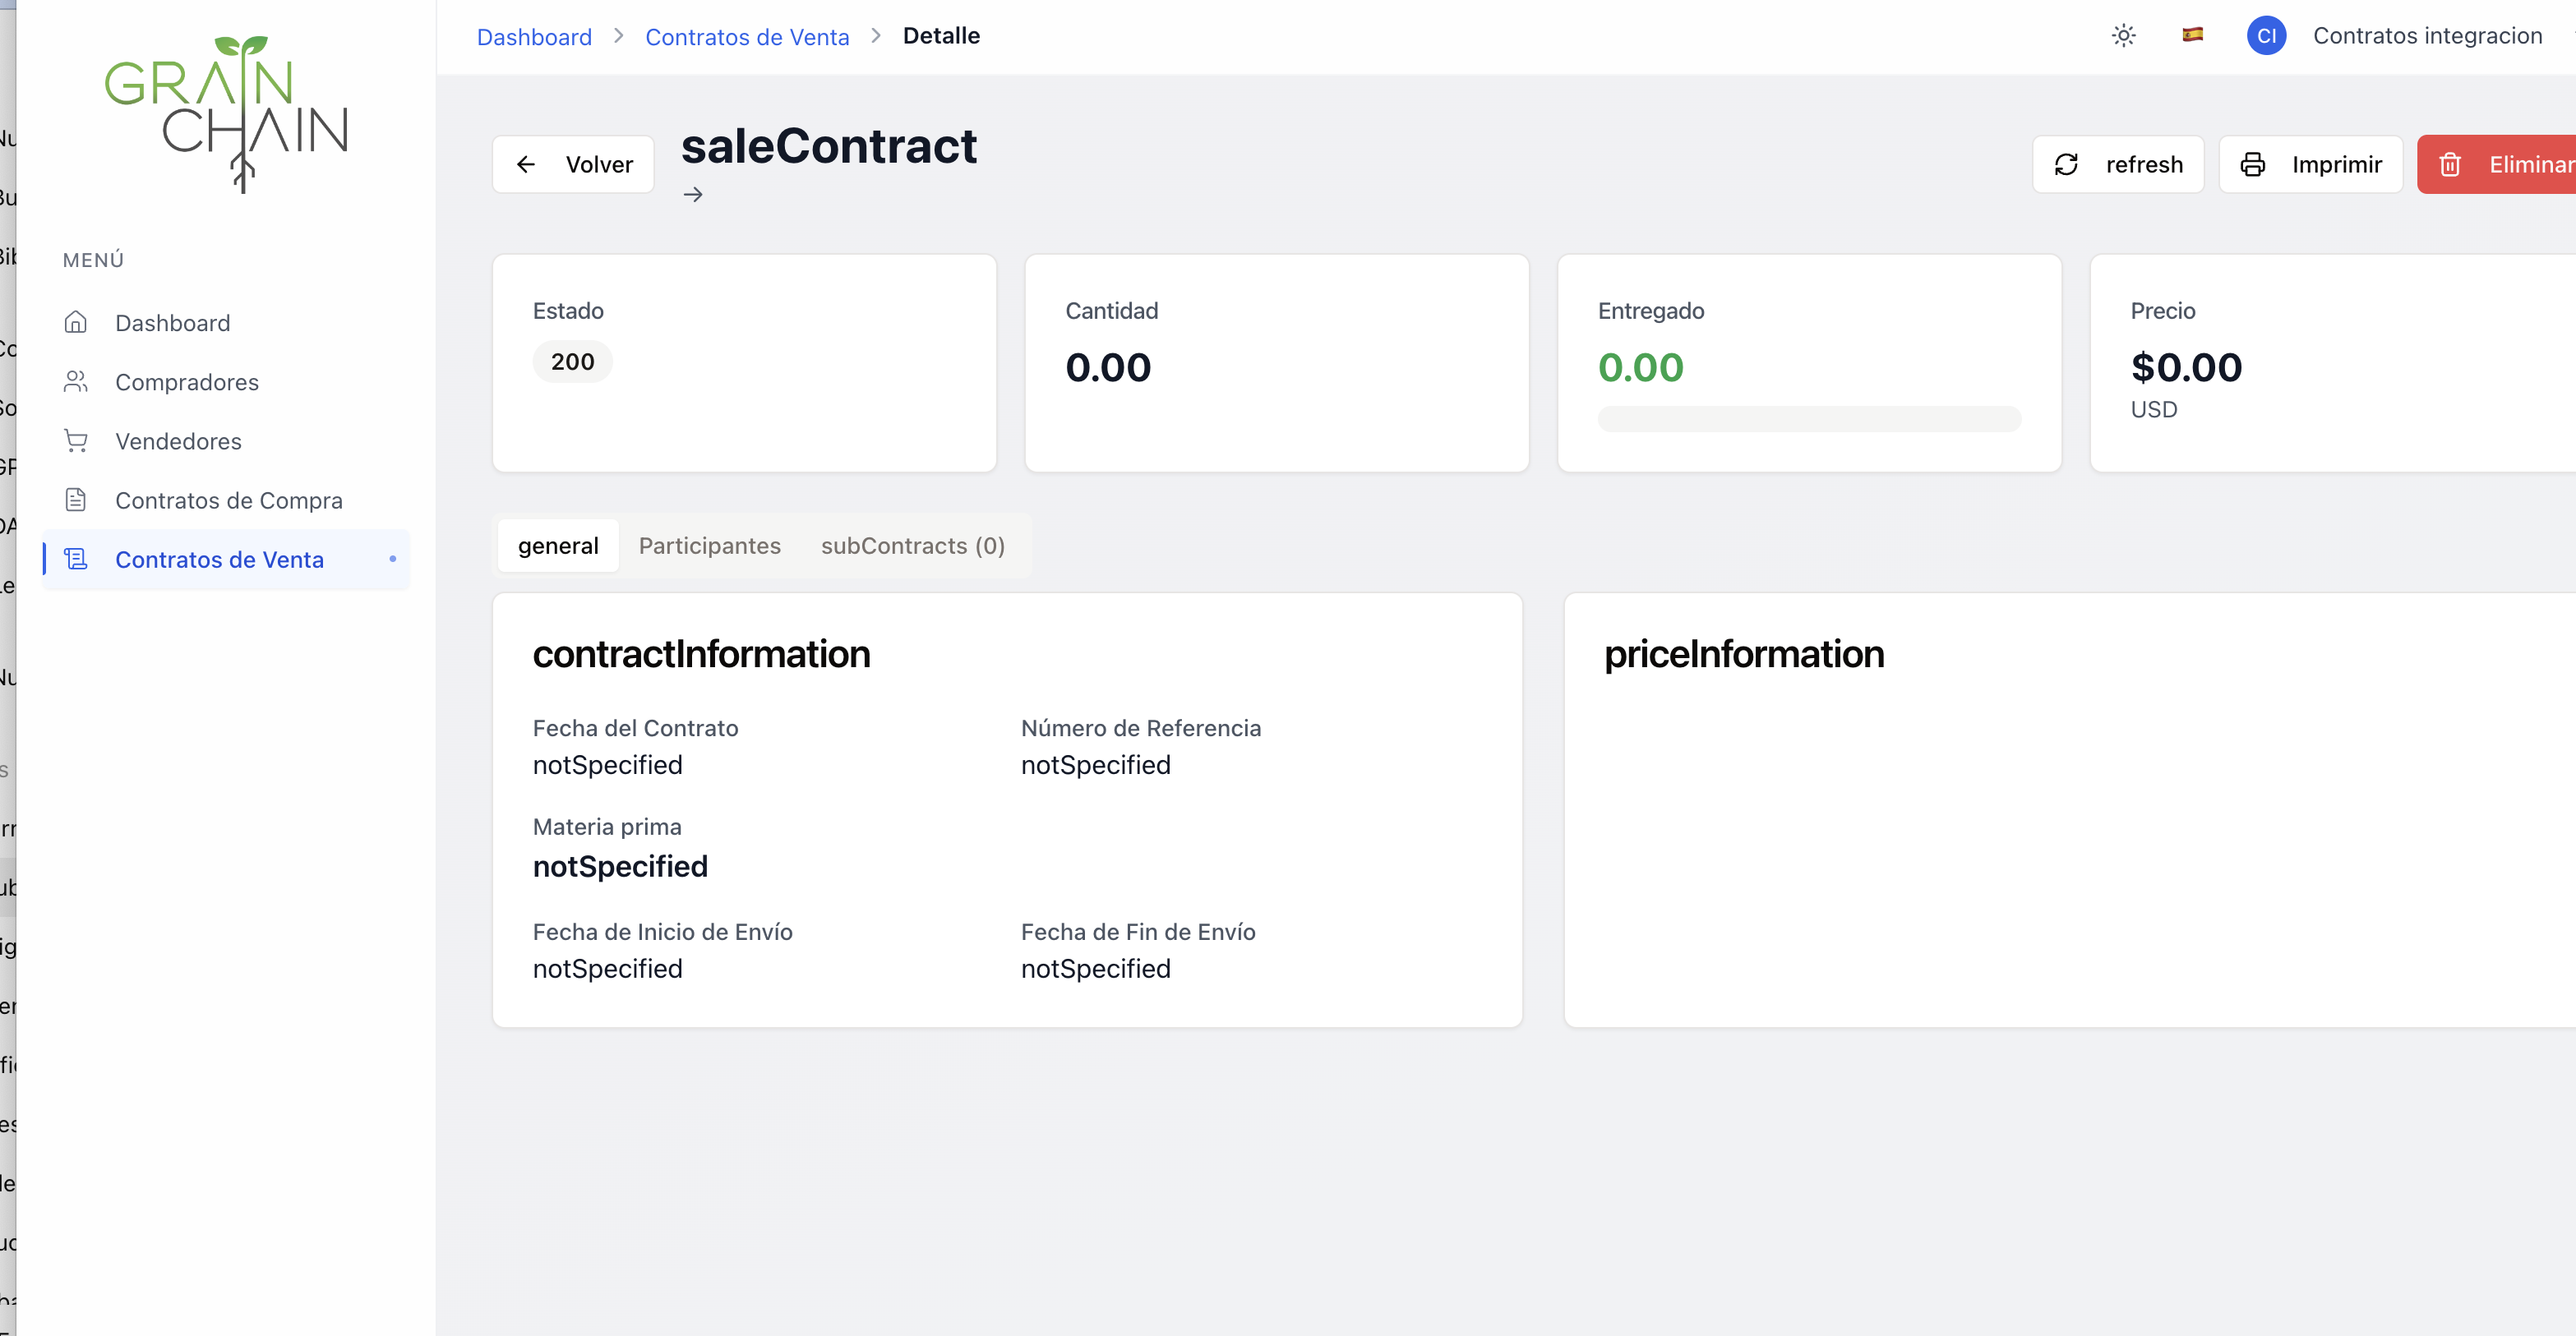 GRAIN
CHAIN
MENÚ
Dashboard
Compradores
Vendedores
Contratos de Compra
Contratos de Venta
Dashboard > Contratos de Venta > Detalle
CI Contratos integracion
Volver
saleContract
refresh
Imprimir
Eliminar
Estado
200
Cantidad
0.00
Entregado
0.00
Precio
$0.00
USD
general
Participantes
subContracts (0)
contractInformation
Fecha del Contrato
notSpecified
Número de Referencia
notSpecified
Materia prima
notSpecified
Fecha de Inicio de Envío
notSpecified
Fecha de Fin de Envío
notSpecified
priceInformation